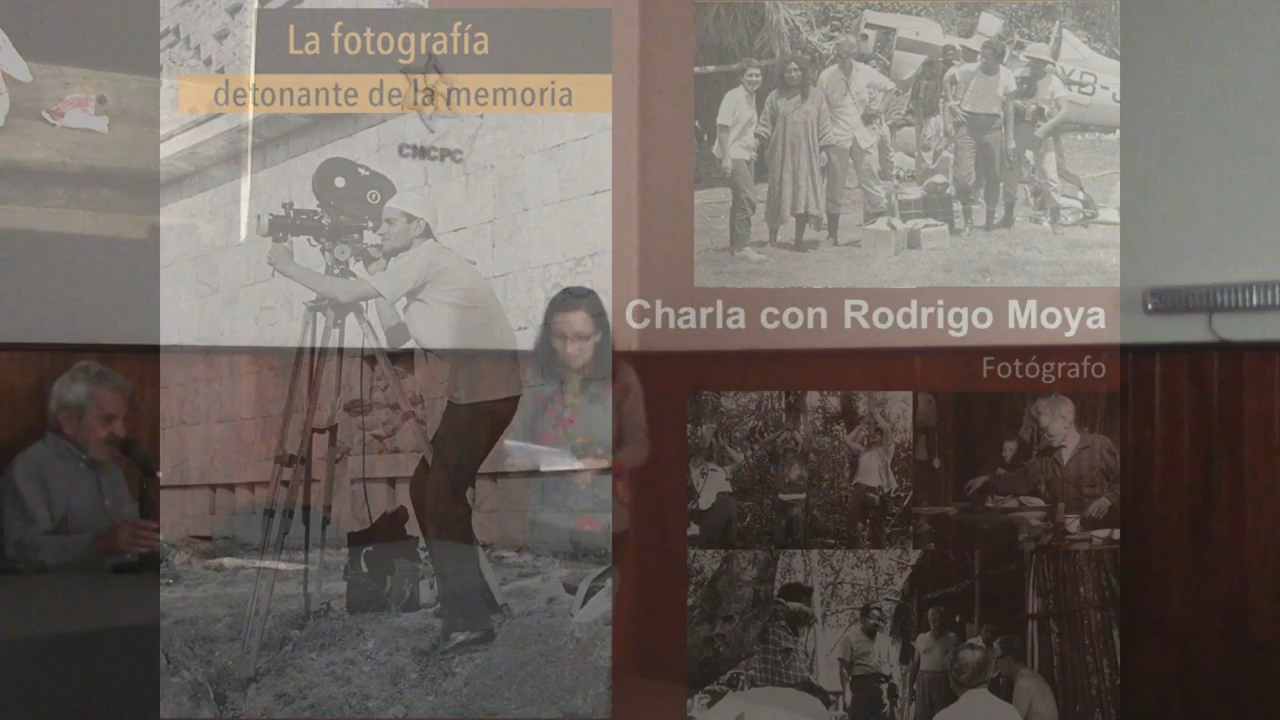 La fotografía
detonante de la memoria
CNCPC
Charla con Rodrigo Moya
Fotógrafo